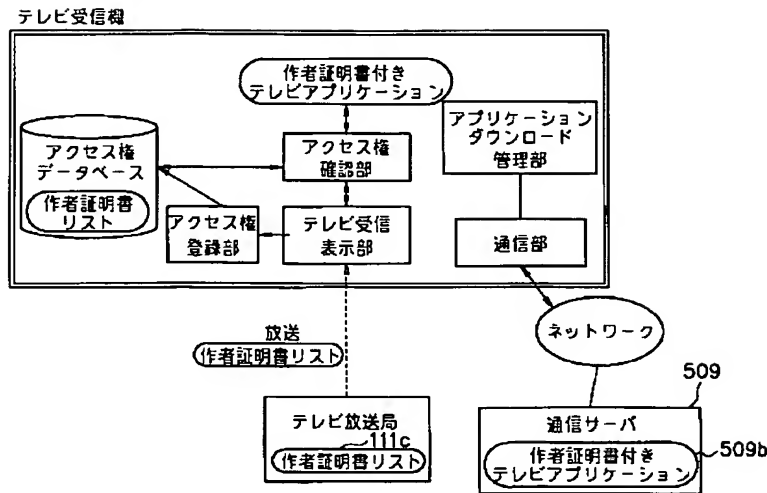 テレビ受信機
作者証明書付き
テレビアプリケーション
アプリケーション
ダウンロード
管理部
アクセス権
データベース
作者証明書
リスト
アクセス権
確認部
アクセス権
登録部
テレビ受信
表示部
通信部
放送
作者証明書リスト
ネットワーク
テレビ放送局
111c
作者証明書リスト
509
通信サーバ
作者証明書付き
テレビアプリケーション
509b